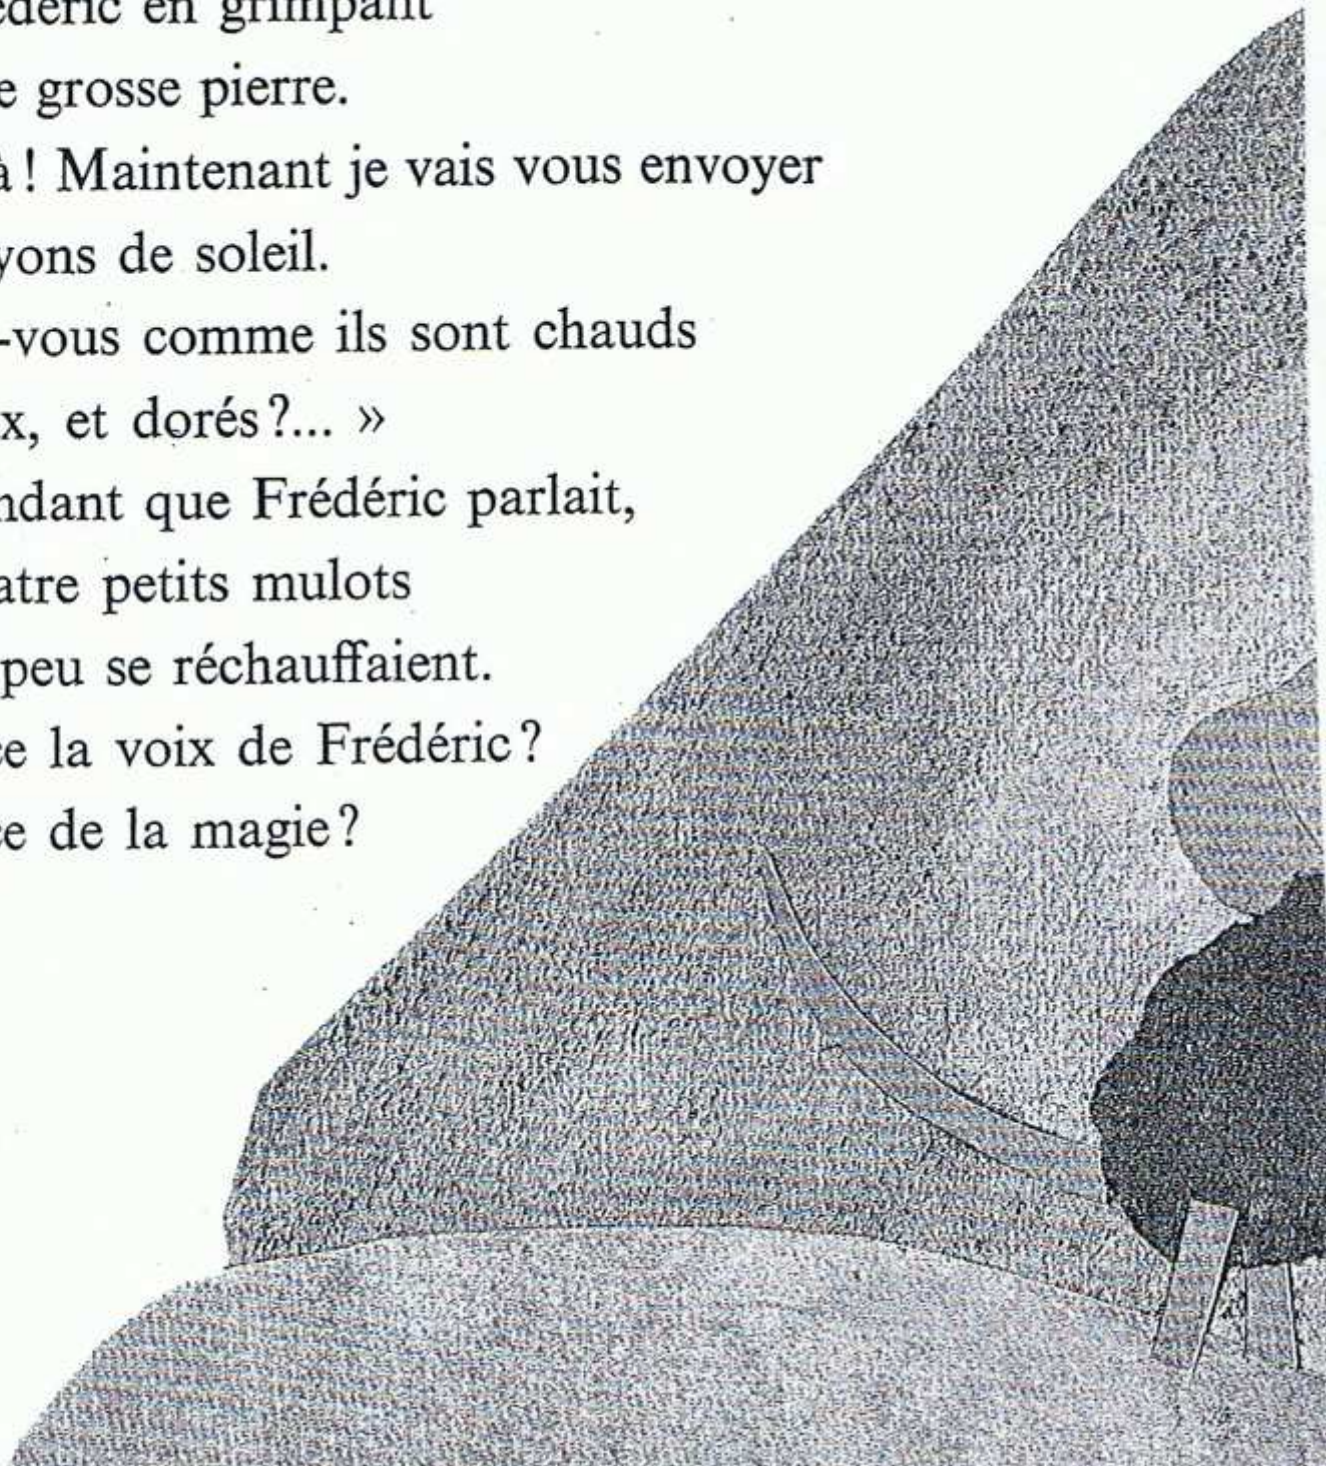 édéric en grimpant
e grosse pierre.
à ! Maintenant je vais vous envoyer
yons de soleil.
-vous comme ils sont chauds
x, et dorés ?... »
ndant que Frédéric parlait,
atre petits mulots
peu se réchauffaient.
ce la voix de Frédéric ?
ce de la magie ?